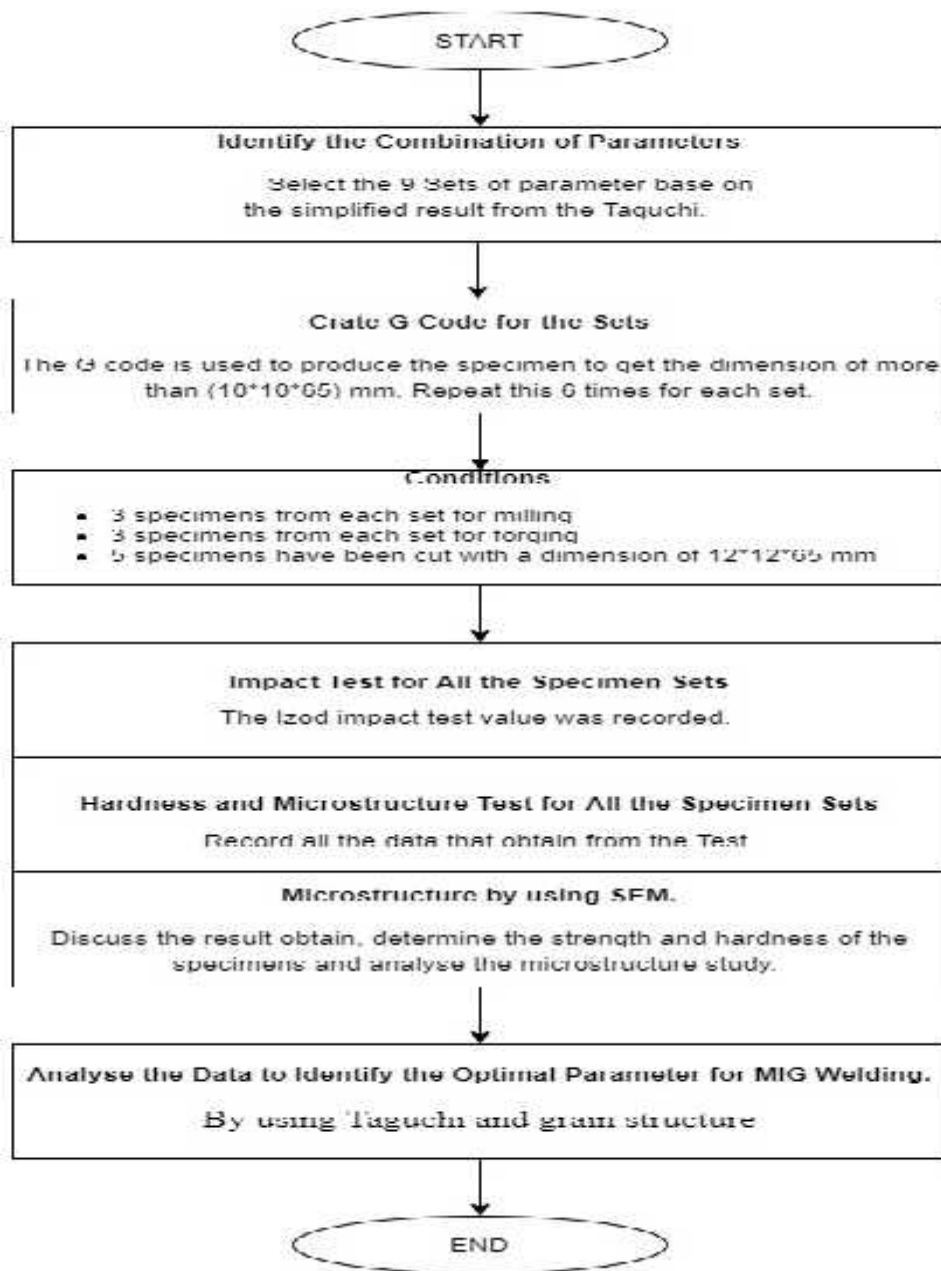 START
Identify the Combination of Parameters
Select the 9 Sets of parameter base on
the simplified result from the Taguchi.
Crate G Code for the Sets
The G code is used to produce the specimen to get the dimension of more
than (10*10*65) mm. Repeat this 6 times for each set.
Conditions
• 3 specimens from each set for milling
• 3 specimens from each set for forging
• 5 specimens have been cut with a dimension of 12*12*65 mm
Impact Test for All the Specimen Sets
The Izod impact test value was recorded.
Hardness and Microstructure Test for All the Specimen Sets
Record all the data that obtain from the Test
Microstructure by using SEM.
Discuss the result obtain, determine the strength and hardness of the
specimens and analyse the microstructure study.
Analyse the Data to Identify the Optimal Parameter for MIG Welding.
By using Taguchi and grain structure
END